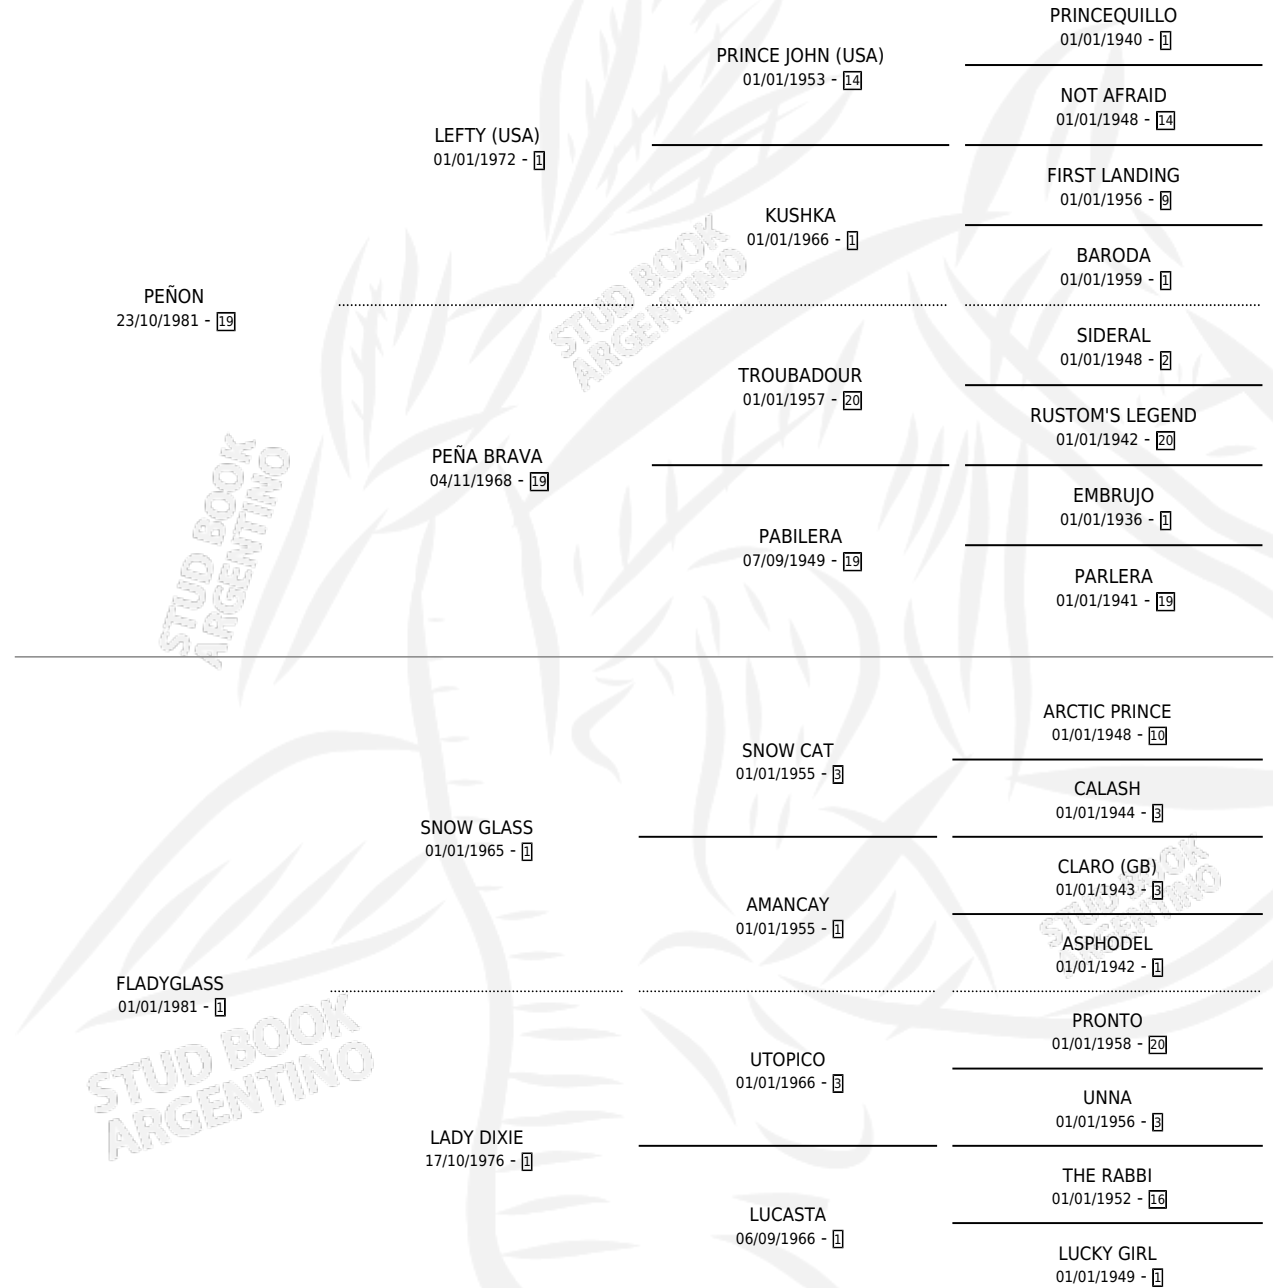 PRINCEQUILLO
01/01/1940 - 1
PRINCE JOHN (USA)
01/01/1953 - 14
NOT AFRAID
01/01/1948 - 14
LEFTY (USA)
01/01/1972 - 1
FIRST LANDING
01/01/1956 - 9
KUSHKA
01/01/1966 - 1
BARODA
01/01/1959 - 1
PEÑON
23/10/1981 - 19
STUD BOOK
ARGENTINO
SIDERAL
01/01/1948 - 2
TROUBADOUR
01/01/1957 - 20
RUSTOM'S LEGEND
01/01/1942 - 20
PEÑA BRAVA
04/11/1968 - 19
EMBRUJO
01/01/1936 - 1
PABILERA
07/09/1949 - 19
PARLERA
01/01/1941 - 19
STUD BOOK
ARGENTINO
ARCTIC PRINCE
01/01/1948 - 10
SNOW CAT
01/01/1955 - 3
CALASH
01/01/1944 - 3
SNOW GLASS
01/01/1965 - 1
CLARO (GB)
01/01/1943 - 3
AMANCAY
01/01/1955 - 1
STUD BOOK
ARGENTINO
ASPHODEL
01/01/1942 - 1
FLADYGLASS
01/01/1981 - 1
PRONTO
01/01/1958 - 20
UTOPICO
01/01/1966 - 3
UNNA
01/01/1956 - 3
STUD BOOK
ARGENTINO
LADY DIXIE
17/10/1976 - 1
THE RABBI
01/01/1952 - 16
LUCASTA
06/09/1966 - 1
LUCKY GIRL
01/01/1949 - 1